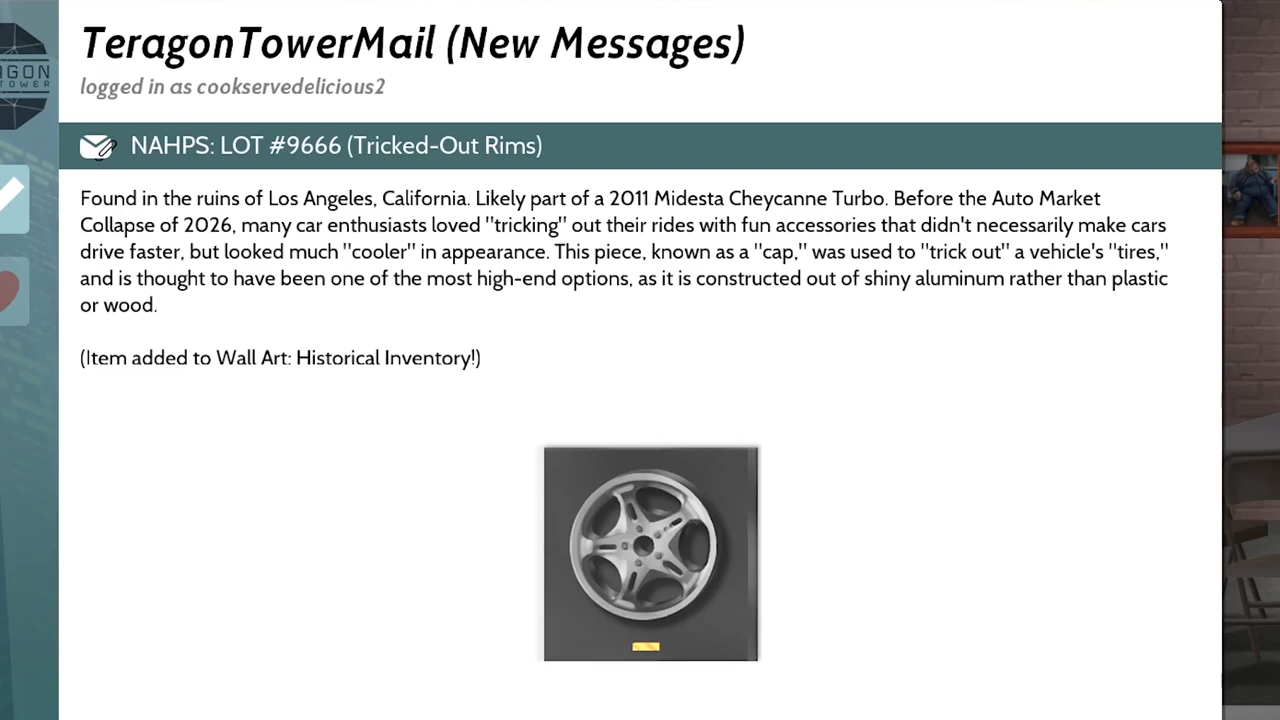 TeragonTowerMail (New Messages)
logged in as cookservedelicious2
AGON
TOWER
NAHPS: LOT #9666 (Tricked-Out Rims)
Found in the ruins of Los Angeles, California. Likely part of a 2011 Midesta Cheycanne Turbo. Before the Auto Market
Collapse of 2026, many car enthusiasts loved "tricking" out their rides with fun accessories that didn't necessarily make cars
drive faster, but looked much "cooler" in appearance. This piece, known as a "cap," was used to "trick out" a vehicle's "tires,"
and is thought to have been one of the most high-end options, as it is constructed out of shiny aluminum rather than plastic
or wood.
(Item added to Wall Art: Historical Inventory!)